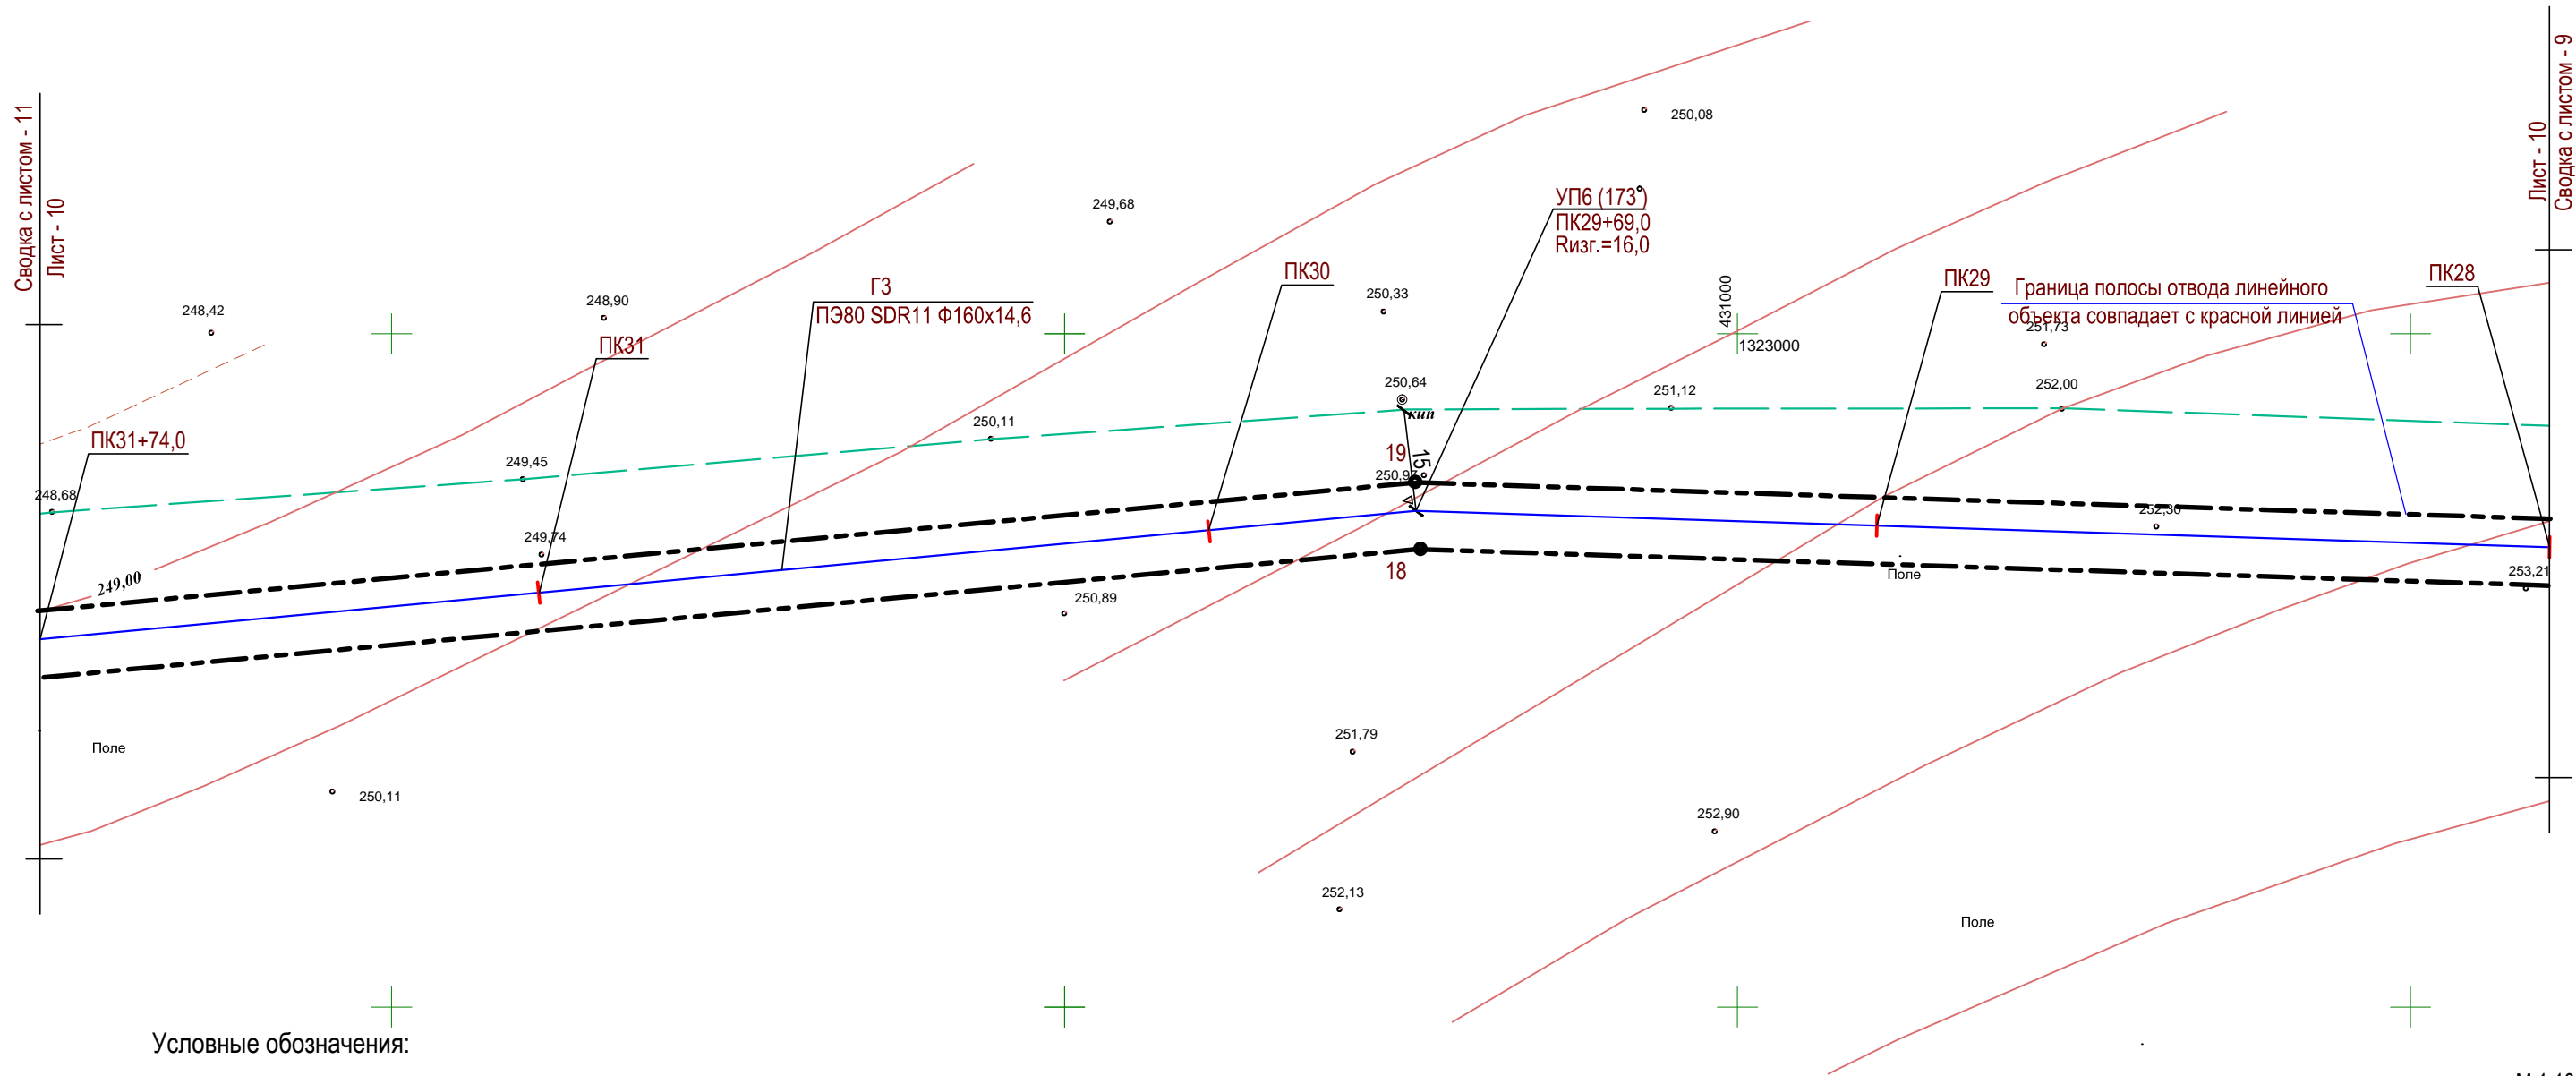 Сводка с листом - 11
Лист - 10
Лист - 10
Сводка с листом - 9
250,08
249,68
УП6 (173°)
ПК29+69,0
Rизг.=16,0
ПК30
ПК29
ПК28
Г3
ПЭ80 SDR11 Ф160х14,6
Граница полосы отвода линейного
объекта совпадает с красной линией
248,42
248,90
250,33
431000
1323000
251,73
ПК31
250,64
кип
251,12
252,00
ПК31+74,0
250,11
249,45
19
15
250,97
248,68
249,74
252,30
249,00
18
Поле
253,21
250,89
Поле
251,79
250,11
252,90
252,13
Поле
Условные обозначения: